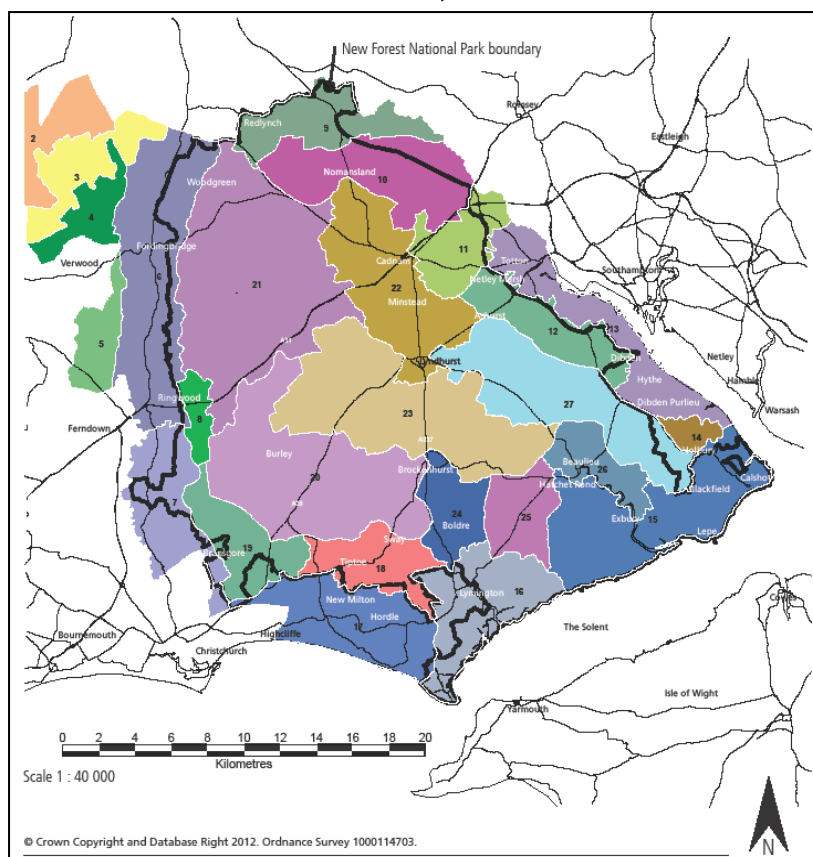 New Forest National Park boundary
Romsey
Redlynch
9
Eastleigh
2
3
10
Nomansland
4
Woodgreen
11
Fordingbridge
Totton
Verwood
Cadnam
Southampton
6
21
22
Netley Marsh
Minstead
12
13
5
Ashurst
A31
Dibden
Netley
Lyndhurst
Hythe
Hamble
Ringwood
27
Dibden Purlieu
Warsash
8
23
Ferndown
14
Holbury
Burley
Beaulieu
Brockenhurst
26
Calshot
20
Hatchet Pond
Blackfield
7
24
25
Exbury
15
Boldre
Lepe
Sway
19
Bransgore
Tiptoe
18
16
Lymington
New Milton
Cowes
Hordle
17
The Solent
Bournemouth
Highcliffe
Christchurch
Isle of Wight
Yarmouth
0 2 4 6 8 10 12 14 16 18 20
Kilometres
Scale 1 : 40 000
© Crown Copyright and Database Right 2012. Ordnance Survey 1000114703.
N